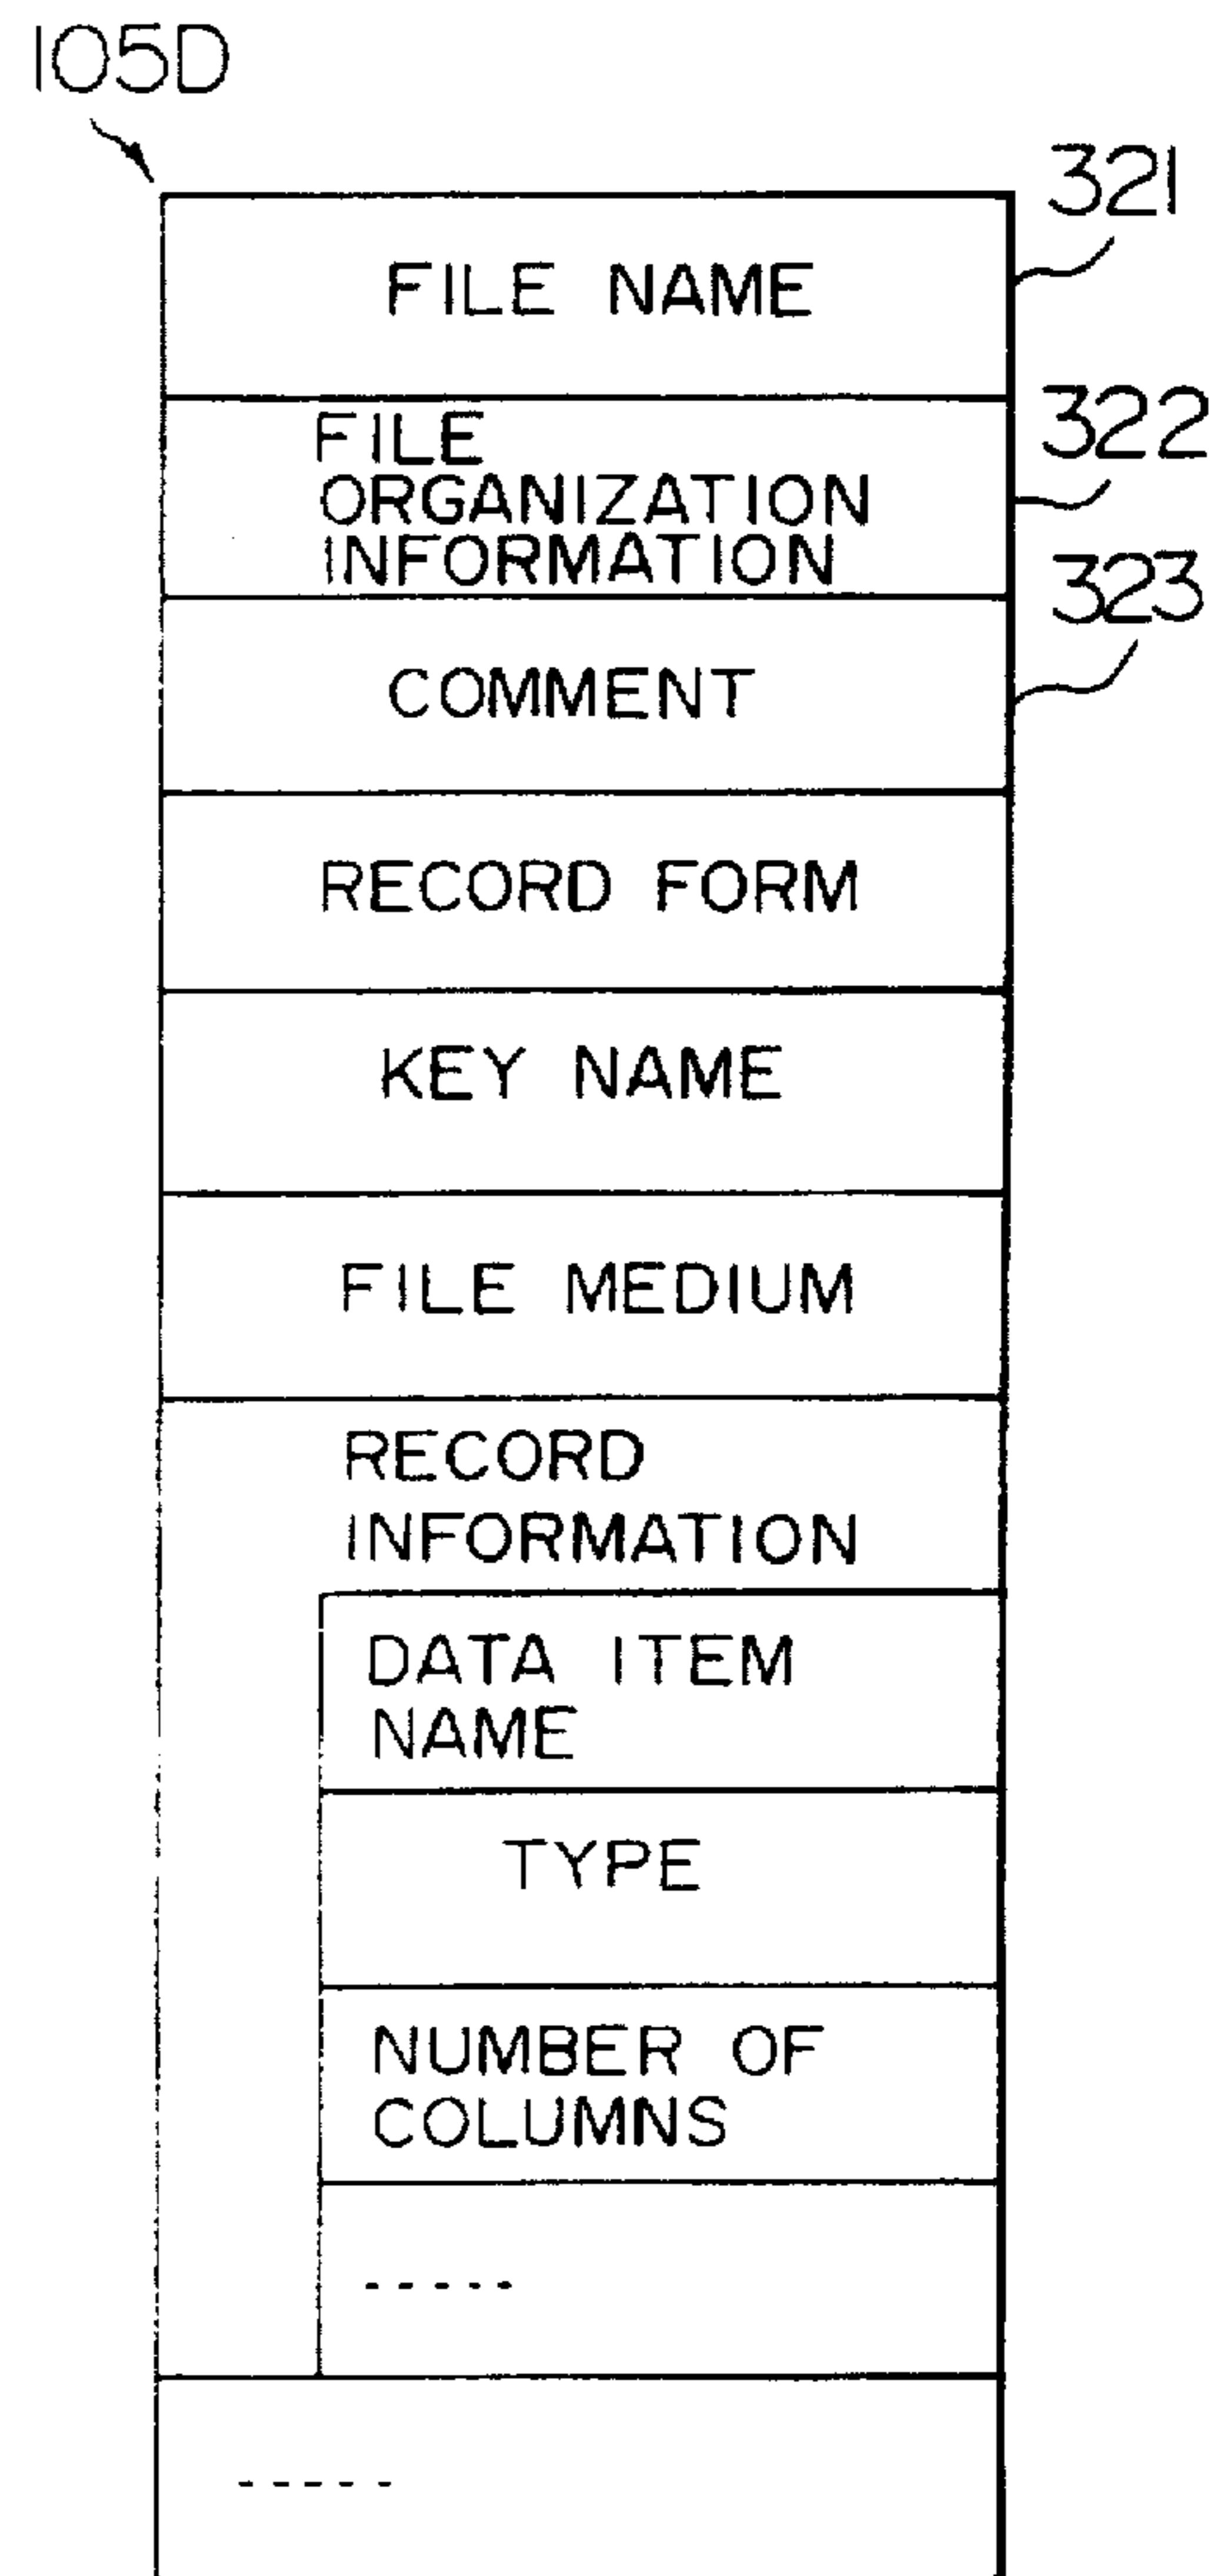 105D
321
FILE NAME
322
FILE
ORGANIZATION
INFORMATION
323
COMMENT
RECORD FORM
KEY NAME
FILE MEDIUM
RECORD
INFORMATION
DATA ITEM
NAME
TYPE
NUMBER OF
COLUMNS
-----
-----